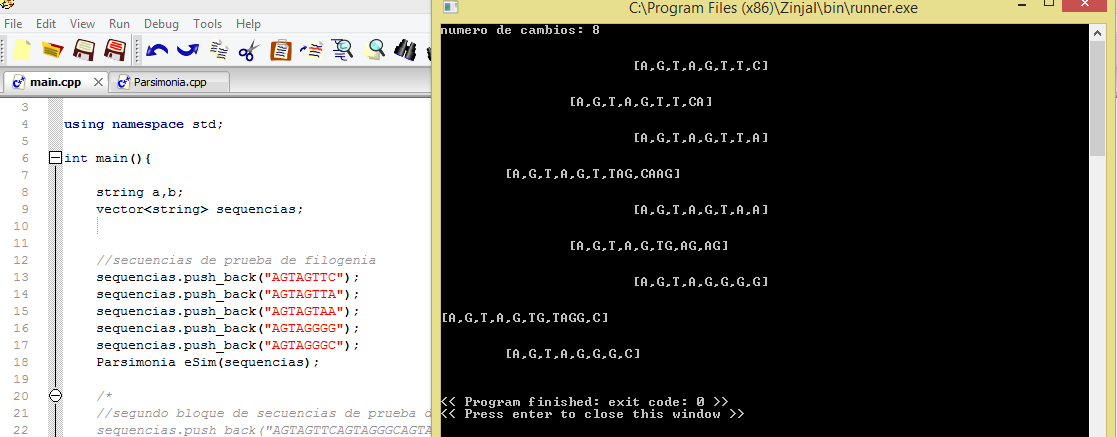 File Edit View Run Debug Tools
main.cpp Parsimonia.cpp
3
4 using namespace std;
5
6 int main(){
7
8 string a,b;
9 vector<string> sequencias;
10
11
12 //secuencias de prueba de filogenia
13 sequencias.push_back("AGTAGTTC");
14 sequencias.push_back("AGTAGTTA");
15 sequencias.push_back("AGTAGTAA");
16 sequencias.push_back("AGTAGGGG");
17 sequencias.push_back("AGTAGGGC");
18 Parsimonia eSim(sequencias);
19
20 /*
21 //segundo bloque de secuencias de prueba d
22 sequencias.push_back("AGTAGTTCAGTAGGGCAGTA
C:\Program Files (x86)\ZinjaI\bin\runner.exe
numero de cambios: 8
[A,G,T,A,G,T,T,C]
[A,G,T,A,G,T,T,CA]
[A,G,T,A,G,T,T,A]
[A,G,T,A,G,T,TAG,CAAG]
[A,G,T,A,G,T,A,A]
[A,G,T,A,G,TG,AG,AG]
[A,G,T,A,G,G,G,G]
[A,G,T,A,G,TG,TAGG,C]
[A,G,T,A,G,G,G,C]
<< Program finished: exit code: 0 >>
<< Press enter to close this window >>